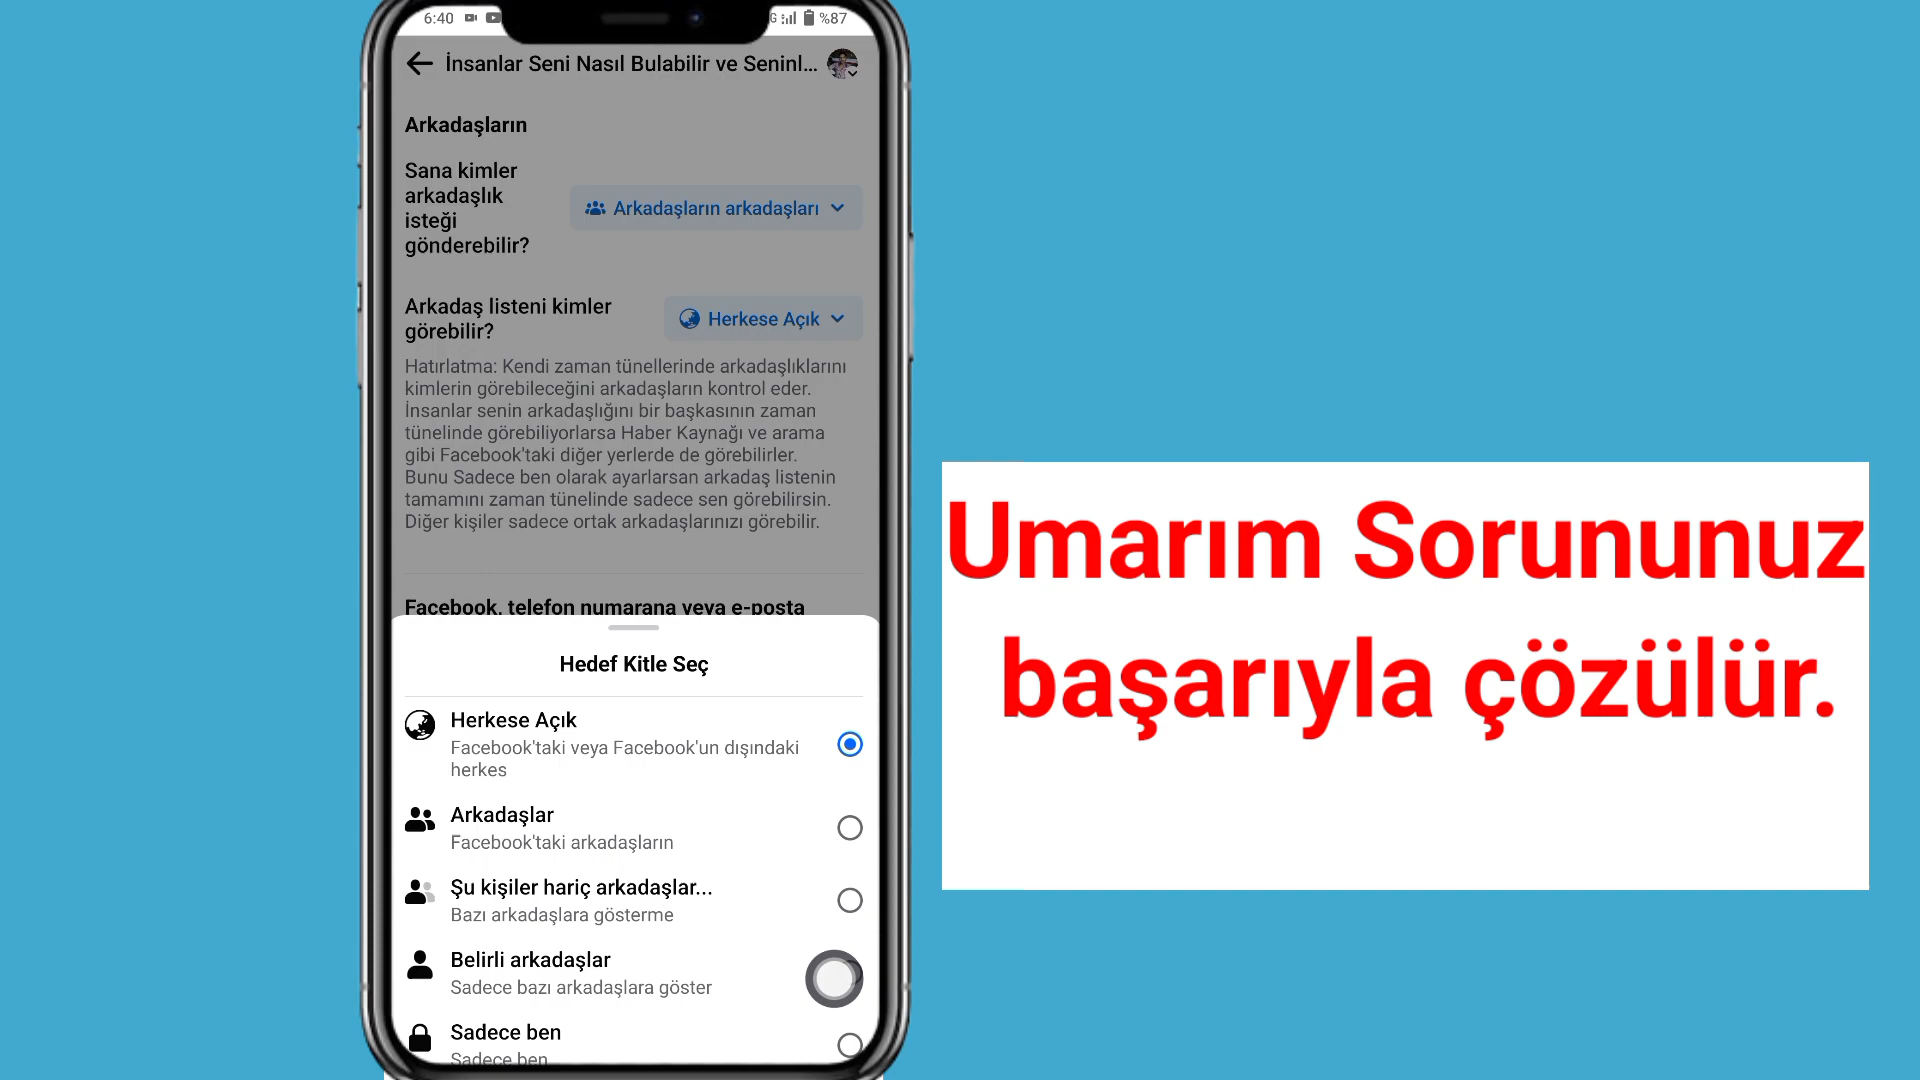 6:40
G %87
İnsanlar Seni Nasıl Bulabilir ve Seninl...
Arkadaşların
Sana kimler
arkadaşlık
isteği
gönderebilir?
Arkadaşların arkadaşları
Arkadaş listeni kimler
görebilir?
Herkese Açık
Hatırlatma: Kendi zaman tünellerinde arkadaşlıklarını
kimlerin görebileceğini arkadaşların kontrol eder.
İnsanlar senin arkadaşlığını bir başkasının zaman
tünelinde görebiliyorlarsa Haber Kaynağı ve arama
gibi Facebook'taki diğer yerlerde de görebilirler.
Bunu Sadece ben olarak ayarlarsan arkadaş listenin
tamamını zaman tünelinde sadece sen görebilirsin.
Diğer kişiler sadece ortak arkadaşlarınızı görebilir.
Facebook, telefon numarana veya e-posta
Hedef Kitle Seç
Herkese Açık
Facebook'taki veya Facebook'un dışındaki
herkes
Arkadaşlar
Facebook'taki arkadaşların
Şu kişiler hariç arkadaşlar...
Bazı arkadaşlara gösterme
Belirli arkadaşlar
Sadece bazı arkadaşlara göster
Sadece ben
Sadece ben
Umarım Sorununuz
başarıyla çözülür.